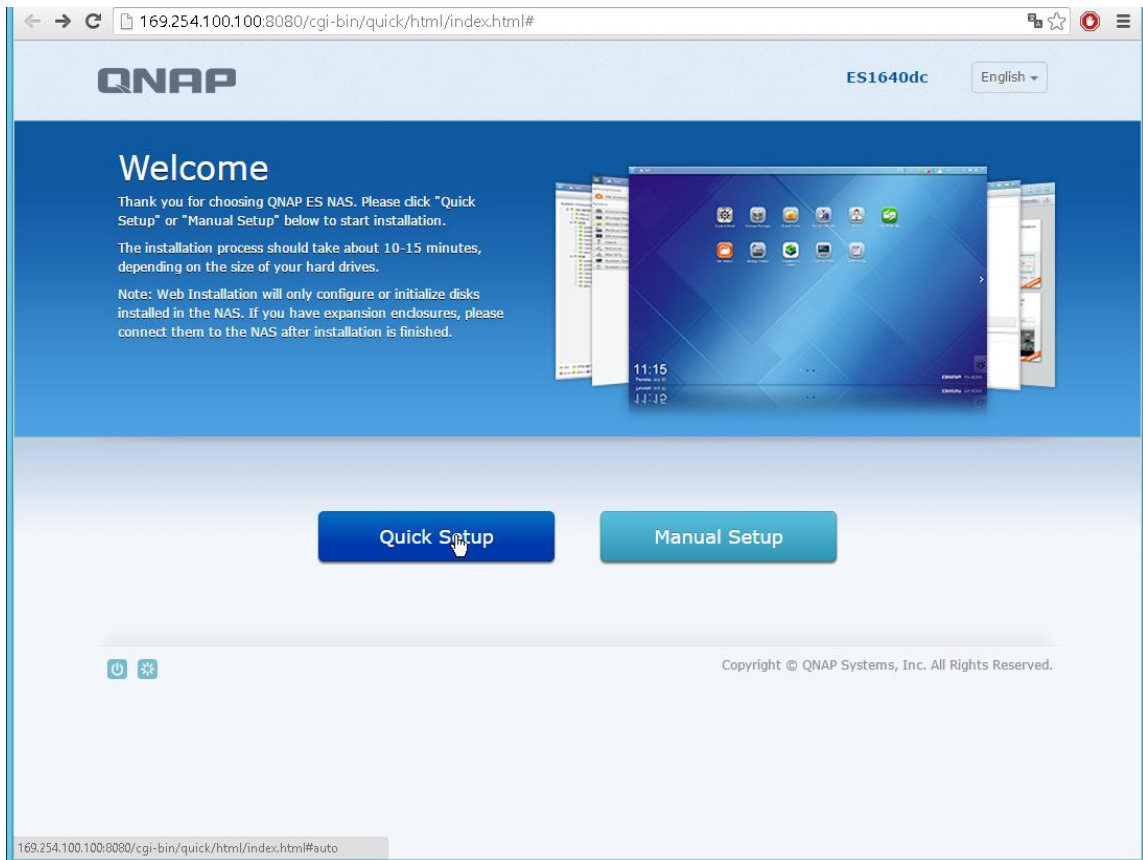 169.254.100.100:8080/cgi-bin/quick/html/index.html#
QNAP
ES1640dc
English
Welcome
Thank you for choosing QNAP ES NAS. Please click "Quick
Setup" or "Manual Setup" below to start installation.
The installation process should take about 10-15 minutes,
depending on the size of your hard drives.
Note: Web Installation will only configure or initialize disks
installed in the NAS. If you have expansion enclosures, please
connect them to the NAS after installation is finished.
11:15
Quick Setup
Manual Setup
Copyright © QNAP Systems, Inc. All Rights Reserved.
169.254.100.100:8080/cgi-bin/quick/html/index.html#auto